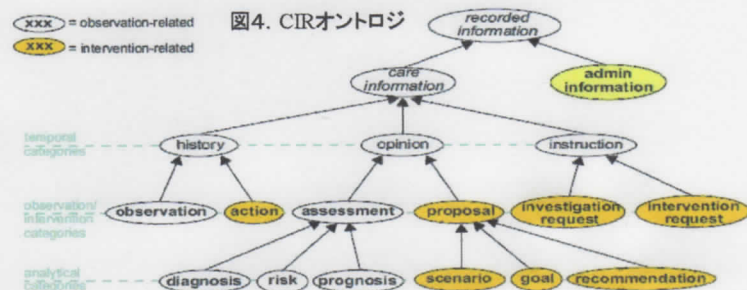 xxx = observation-related
xxx = intervention-related
図4. CIRオントロジ
recorded
information
care
information
admin
information
temporal
categories
history
opinion
instruction
observation/
intervention
categories
observation
action
assessment
proposal
investigation
request
intervention
request
analytical
categories
diagnosis
risk
prognosis
scenario
goal
recommendation